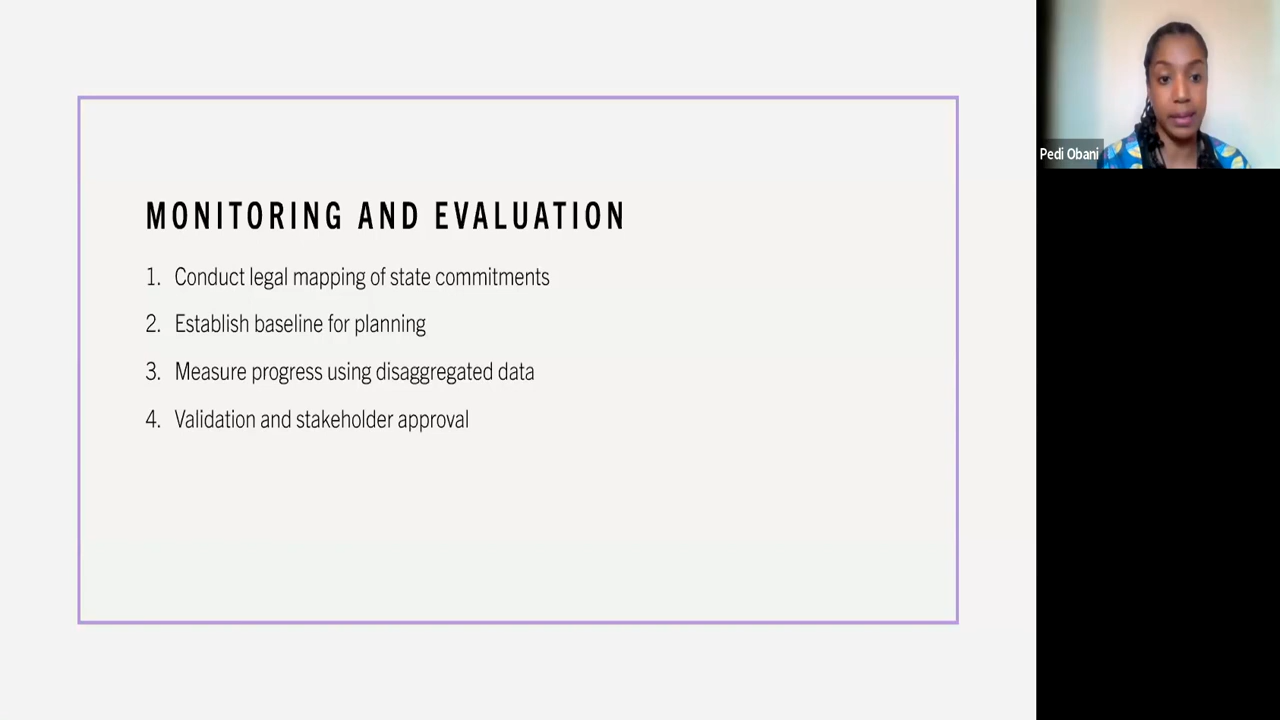 MONITORING AND EVALUATION
1. Conduct legal mapping of state commitments
2. Establish baseline for planning
3. Measure progress using disaggregated data
4. Validation and stakeholder approval
Pedi Obani